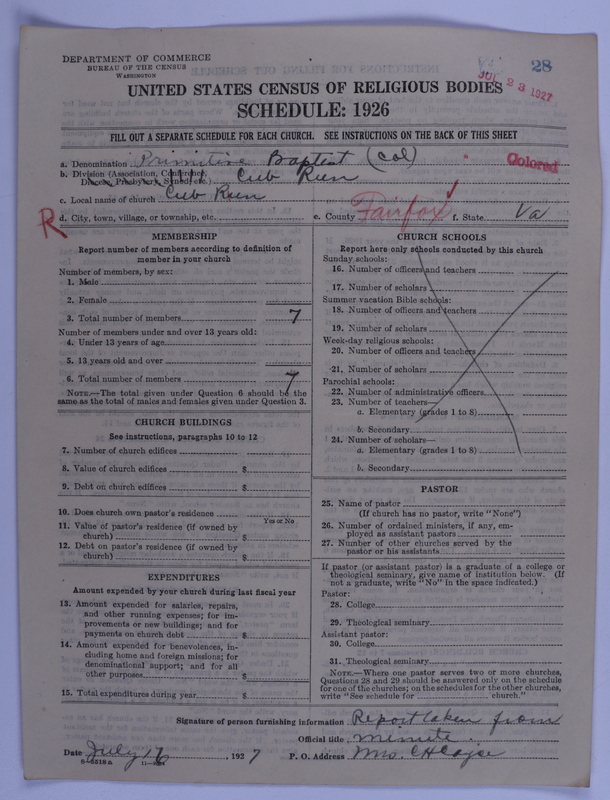 DEPARTMENT OF COMMERCE
BUREAU OF THE CENSUS
WASHINGTON
28
JUL 23 1927
UNITED STATES CENSUS OF RELIGIOUS BODIES
SCHEDULE: 1926
FILL OUT A SEPARATE SCHEDULE FOR EACH CHURCH. SEE INSTRUCTIONS ON THE BACK OF THIS SHEET
a. Denomination Primitive Baptist (Col) Colored
b. Division (Association, Conference, Diocese, Presbytery, Synod, etc.) Cub Run
c. Local name of church Cub Run
R d. City, town, village, or township, etc. e. County Fairfax f. State Va
MEMBERSHIP
Report number of members according to definition of
member in your church
Number of members, by sex:
1. Male
2. Female
3. Total number of members 7
Number of members under and over 13 years old:
4. Under 13 years of age
5. 13 years old and over
6. Total number of members 7
NOTE.—The total given under Question 6 should be the
same as the total of males and females given under Question 3.
CHURCH BUILDINGS
See instructions, paragraphs 10 to 12
7. Number of church edifices
8. Value of church edifices $
9. Debt on church edifices $
10. Does church own pastor's residence
Yes or No
11. Value of pastor's residence (if owned by
church) $
12. Debt on pastor's residence (if owned by
church) $
EXPENDITURES
Amount expended by your church during last fiscal year
13. Amount expended for salaries, repairs,
and other running expenses; for im-
provements or new buildings; and for
payments on church debt $
14. Amount expended for benevolences, in-
cluding home and foreign missions; for
denominational support; and for all
other purposes $
15. Total expenditures during year $
CHURCH SCHOOLS
Report here only schools conducted by this church
Sunday schools:
16. Number of officers and teachers
17. Number of scholars
Summer vacation Bible schools:
18. Number of officers and teachers
19. Number of scholars
Week-day religious schools:
20. Number of officers and teachers
21. Number of scholars
Parochial schools:
22. Number of administrative officers
23. Number of teachers—
a. Elementary (grades 1 to 8)
b. Secondary
24. Number of scholars—
a. Elementary (grades 1 to 8)
b. Secondary
PASTOR
25. Name of pastor
(If church has no pastor, write "None")
26. Number of ordained ministers, if any, em-
ployed as assistant pastors
27. Number of other churches served by the
pastor or his assistants
If pastor (or assistant pastor) is a graduate of a college or
theological seminary, give name of institution below. (If
not a graduate, write "No" in the space indicated.)
Pastor:
28. College
29. Theological seminary
Assistant pastor:
30. College
31. Theological seminary
NOTE.—Where one pastor serves two or more churches,
Questions 28 and 29 should be answered only on the schedule
for one of the churches; on the schedules for the other churches,
write "See schedule for church."
Signature of person furnishing information Report taken from
Official title minute
Date July 16, 1927 P. O. Address Mrs. C H